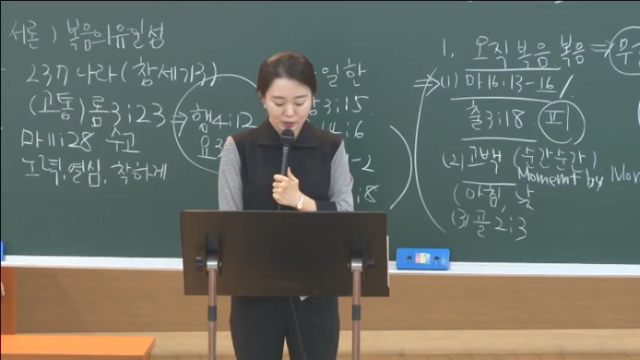 서론) 복음의 유일성
237 나라 (창세기3)
(고통) 롬3:23 ⇒
마11:28 수고
노력, 열심, 착하게
행4:12
요
일한
3:15
14:6
-2
:8
1. 오직 복음 복음 ⇒
⇒ (1) 마16:13-16 /
출3:18 피
(2) 고백 (순간순간)
Moment by Mom
(아침, 낮
(3) 골2:3